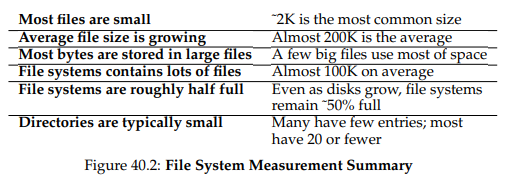 Most files are small ˜2K is the most common size
Average file size is growing Almost 200K is the average
Most bytes are stored in large files A few big files use most of space
File systems contains lots of files Almost 100K on average
File systems are roughly half full Even as disks grow, file systems
remain ˜50% full
Directories are typically small Many have few entries; most
have 20 or fewer
Figure 40.2: File System Measurement Summary